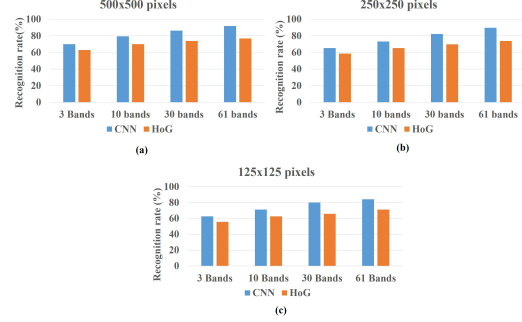 500x500 pixels
Recognition rate(%)
100
80
60
40
20
0
3 Bands 10 bands 30 bands 61 bands
CNN HoG
(a)
250x250 pixels
Recognition rate (%)
100
80
60
40
20
0
3 Bands 10 bands 30 bands 61 bands
CNN HoG
(b)
125x125 pixels
Recognition rate (%)
100
80
60
40
20
0
3 Bands 10 Bands 30 Bands 61 Bands
CNN HoG
(c)